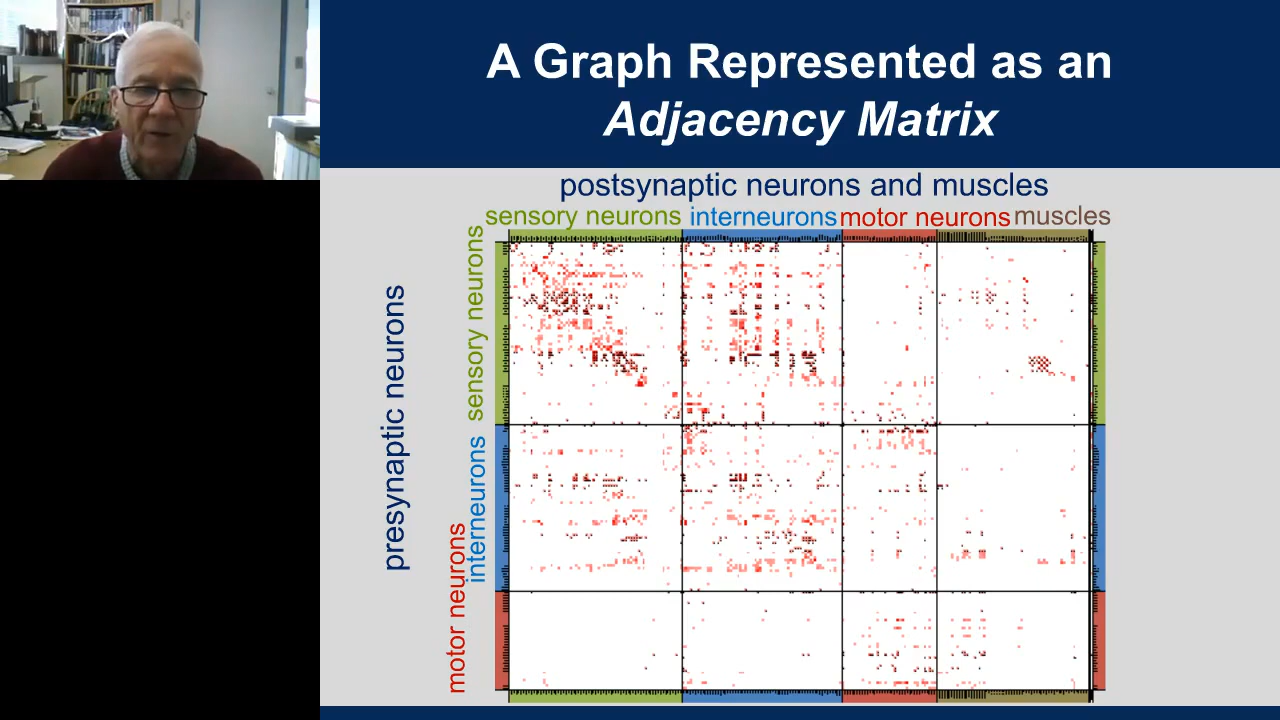 A Graph Represented as an
Adjacency Matrix
postsynaptic neurons and muscles
sensory neurons
interneurons
motor neurons
muscles
presynaptic neurons
sensory neurons
interneurons
motor neurons